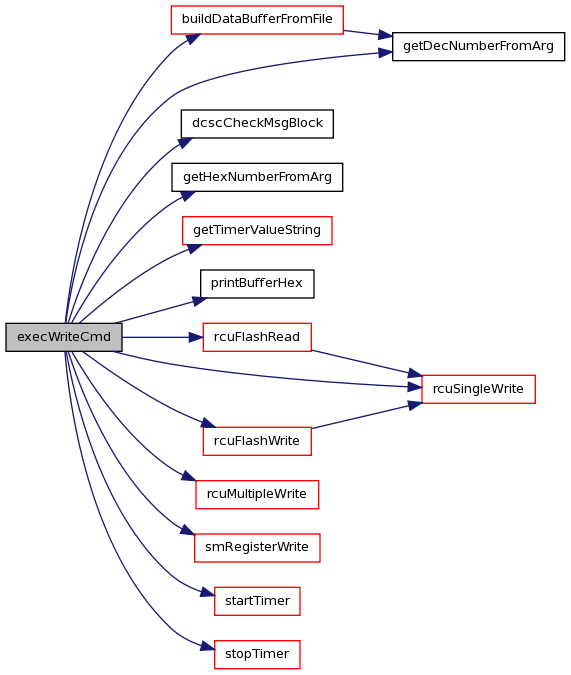 buildDataBufferFromFile
getDecNumberFromArg
dcscCheckMsgBlock
getHexNumberFromArg
getTimerValueString
printBufferHex
execWriteCmd
rcuFlashRead
rcuSingleWrite
rcuFlashWrite
rcuMultipleWrite
smRegisterWrite
startTimer
stopTimer